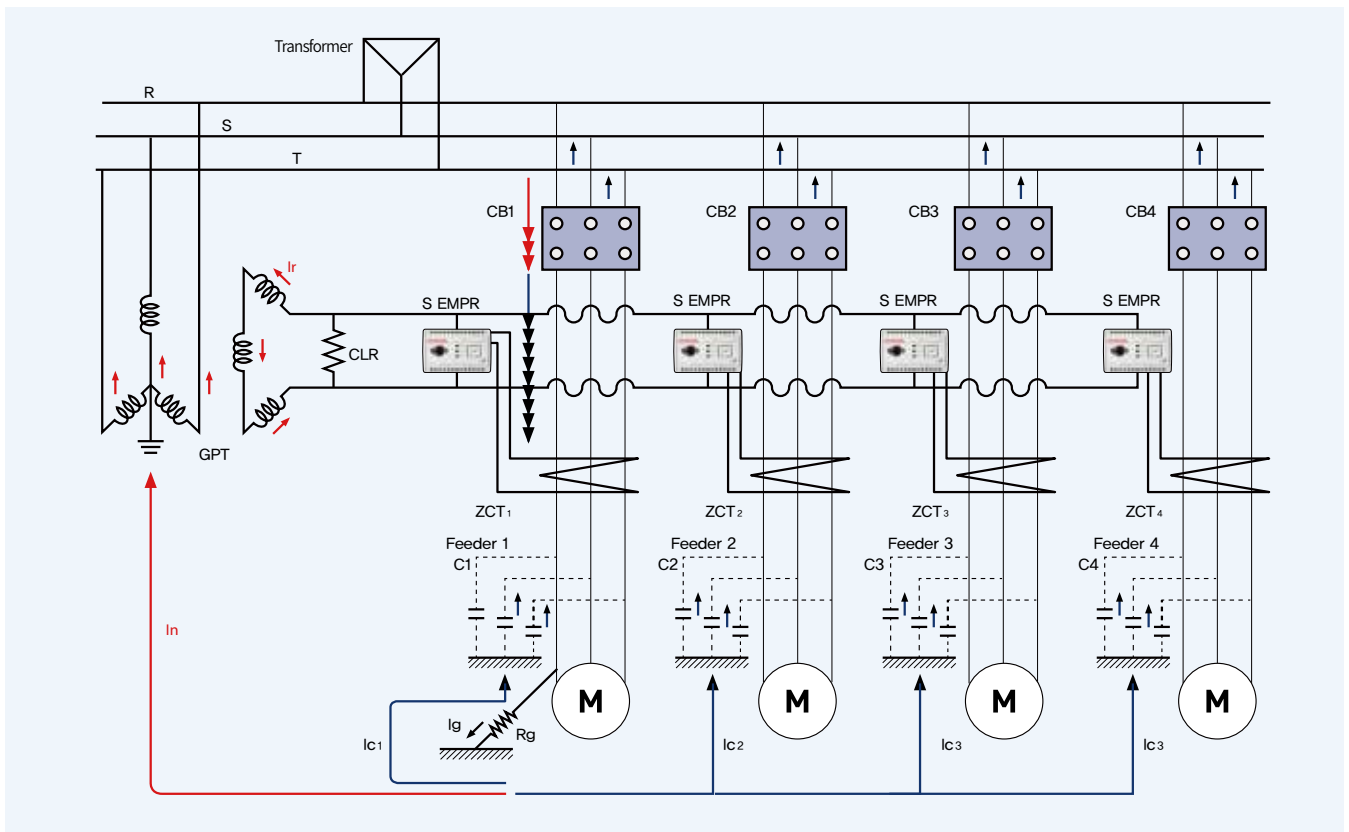 Transformer
R
S
T
CB1
CB2
CB3
CB4
Ir
S EMPR
S EMPR
S EMPR
S EMPR
CLR
GPT
ZCT1
ZCT2
ZCT3
ZCT4
Feeder 1
Feeder 2
Feeder 3
Feeder 4
C1
C2
C3
C4
In
M
M
M
M
Ig
Rg
Ic1
Ic2
Ic3
Ic3